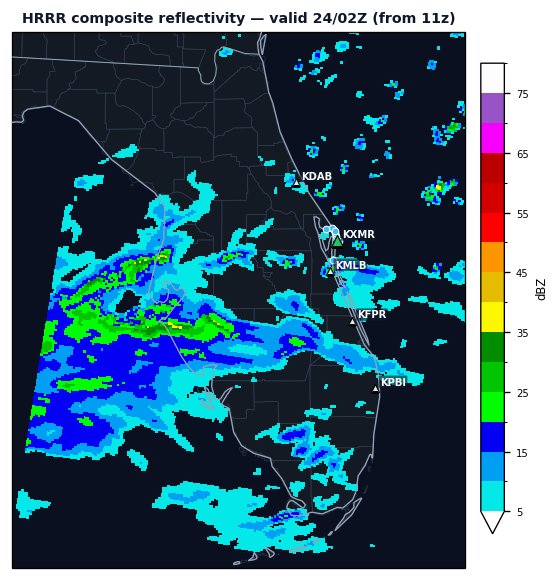 HRRR composite reflectivity — valid 24/02Z (from 11z)
KDAB
KXMR
KMLB
KFPR
KPBI
75
65
55
45
35
25
15
5
dBZ